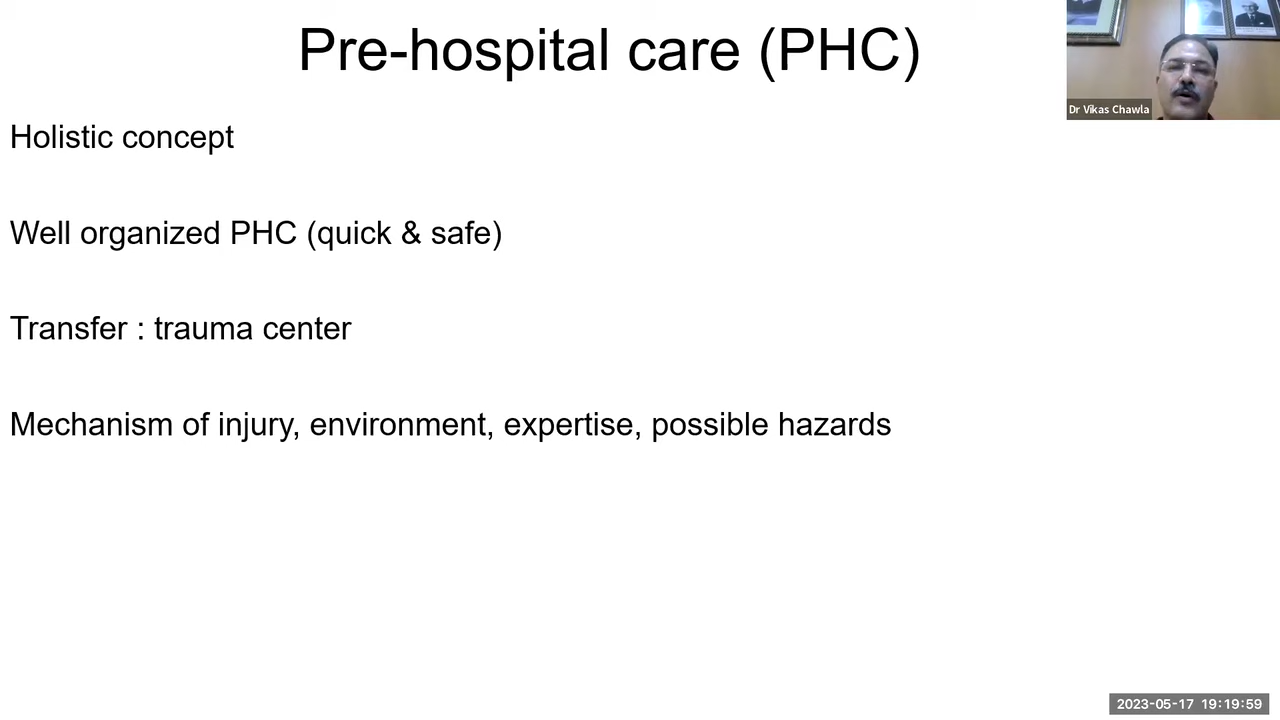 Pre-hospital care (PHC)
Dr Vikas Chawla
Holistic concept
Well organized PHC (quick & safe)
Transfer : trauma center
Mechanism of injury, environment, expertise, possible hazards
2023-05-17 19:19:59